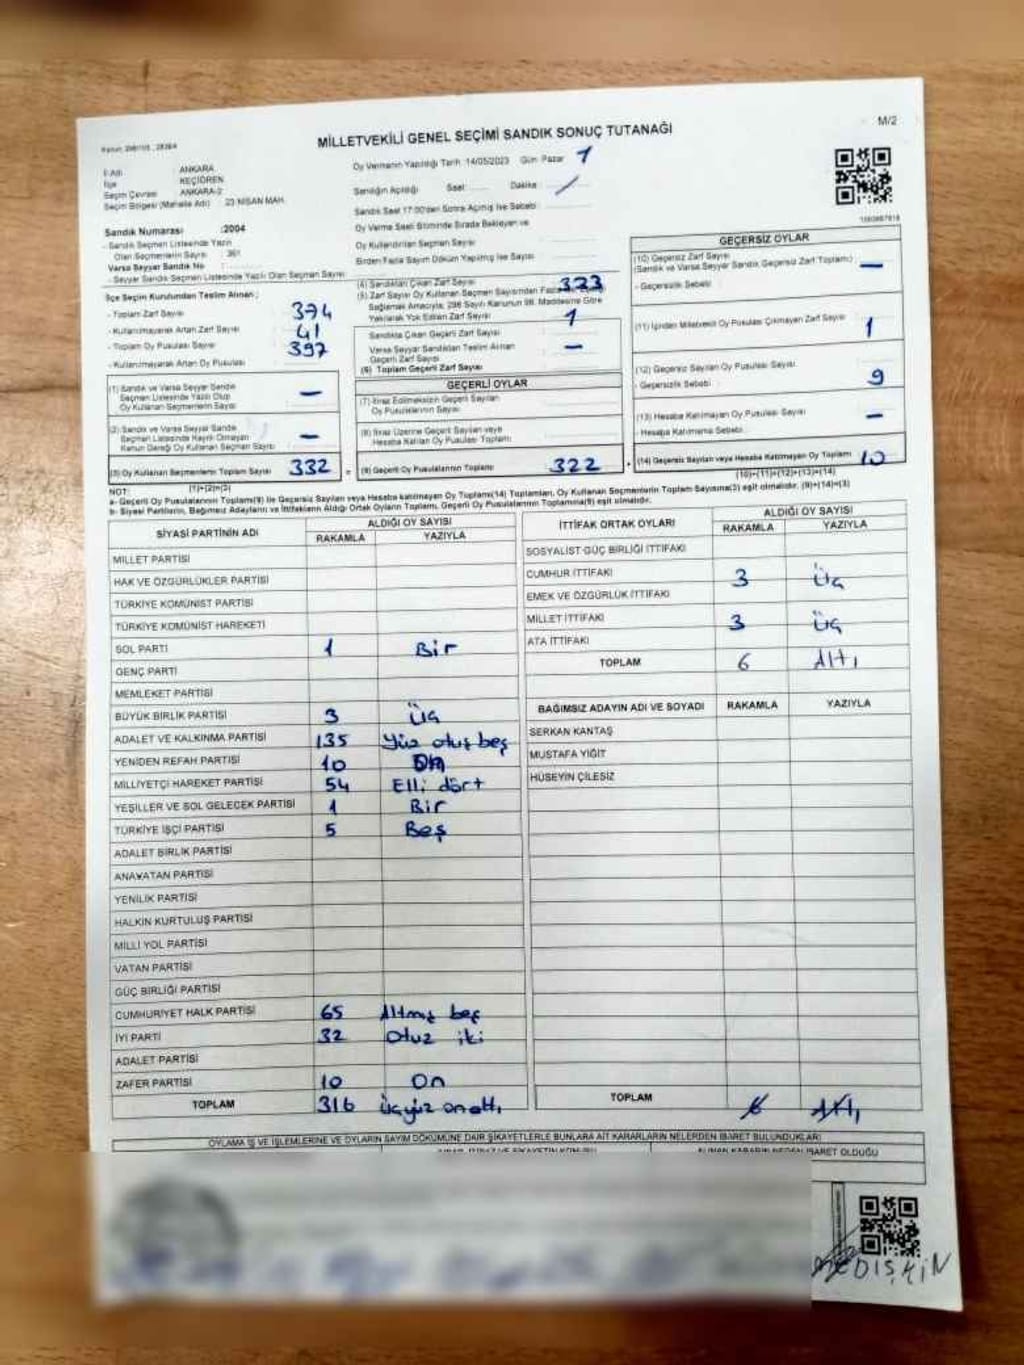 M/2
MİLLETVEKİLİ GENEL SEÇİMİ SANDIK SONUÇ TUTANAĞI
İl Adı : ANKARA
İlçe : KEÇİÖREN
Seçim Çevresi : ANKARA-2
Seçim Bölgesi (Mahalle Adı) : 23 NİSAN MAH.
Oy Vermenin Yapıldığı Tarih :14/05/2023 Gün Pazar 1
Sandığın Açıldığı Saat Dakika /
Sandık Saat 17:00'den Sonra Açılmış İse Sebebi
Oy Verme Saati Bitiminde Sırada Bekleyen ve
Oy Kullandırılan Seçmen Sayısı
Birden Fazla Sayım Döküm Yapılmış İse Sayısı
Sandık Numarası :2004
- Sandık Seçmen Listesinde Yazılı
Olan Seçmenlerin Sayısı : 361
Varsa Seyyar Sandık No
- Seyyar Sandık Seçmen Listesinde Yazılı Olan Seçmen Sayısı
İlçe Seçim Kurulundan Teslim Alınan ;
- Toplam Zarf Sayısı 374
- Kullanılmayarak Artan Zarf Sayısı 41
- Toplam Oy Pusulası Sayısı 397
- Kullanılmayarak Artan Oy Pusulası
(1) Sandık ve Varsa Seyyar Sandık
Seçmen Listesinde Yazılı Olup
Oy Kullanan Seçmenlerin Sayısı —
(2) Sandık ve Varsa Seyyar Sandık
Seçmen Listesinde Kayıtlı Olmayan
Kanun Gereği Oy Kullanan Seçmen Sayısı —
(3) Oy Kullanan Seçmenlerin Toplam Sayısı 332
(1)+(2)=(3)
(4) Sandıktan Çıkan Zarf Sayısı 323
(5) Zarf Sayısı Oy Kullanan Seçmen Sayısından
Sağlamak Amacıyla, 298 Sayılı Kanunun 98. Maddesine Göre
Yakılarak Yok Edilen Zarf Sayısı 1
Sandıkta Çıkan Geçerli Zarf Sayısı
Varsa Seyyar Sandıktan Teslim Alınan
Geçerli Zarf Sayısı —
(6) Toplam Geçerli Zarf Sayısı
GEÇERLİ OYLAR
(7) İtiraz Edilmeksizin Geçerli Sayılan
Oy Pusulalarının Sayısı
(8) İtiraz Üzerine Geçerli Sayılan veya
Hesaba Katılan Oy Pusulaları Toplamı
(9) Geçerli Oy Pusulalarının Toplamı 322
GEÇERSİZ OYLAR
(10) Geçersiz Zarf Sayısı
(Sandık ve Varsa Seyyar Sandık Geçersiz Zarf Toplamı) —
- Geçersizlik Sebebi
(11) İçinden Milletvekili Oy Pusulası Çıkmayan Zarf Sayısı 1
(12) Geçersiz Sayılan Oy Pusulası Sayısı
- Geçersizlik Sebebi 9
(13) Hesaba Katılmayan Oy Pusulası Sayısı —
- Hesaba Katılmama Sebebi
(14) Geçersiz Sayılan veya Hesaba Katılmayan Oy Toplamı 10
(10)+(11)+(12)+(13)=(14)
NOT:
a- Geçerli Oy Pusulalarının Toplamı(9) ile Geçersiz Sayılan veya Hesaba katılmayan Oy Toplamı(14) Toplamları, Oy Kullanan Seçmenlerin Toplam Sayısına(3) eşit olmalıdır. (9)+(14)=(3)
b- Siyasi Partilerin, Bağımsız Adayların ve İttifakların Aldığı Ortak Oyların Toplamı, Geçerli Oy Pusulalarının Toplamına(9) eşit olmalıdır.
SİYASİ PARTİNİN ADI ALDIĞI OY SAYISI
RAKAMLA YAZIYLA
MİLLET PARTİSİ
HAK VE ÖZGÜRLÜKLER PARTİSİ
TÜRKİYE KOMÜNİST PARTİSİ
TÜRKİYE KOMÜNİST HAREKETİ
SOL PARTİ 1 Bir
GENÇ PARTİ
MEMLEKET PARTİSİ
BÜYÜK BİRLİK PARTİSİ 3 Üç
ADALET VE KALKINMA PARTİSİ 135 Yüz otuz beş
YENİDEN REFAH PARTİSİ 10 On
MİLLİYETÇİ HAREKET PARTİSİ 54 Elli dört
YEŞİLLER VE SOL GELECEK PARTİSİ 1 Bir
TÜRKİYE İŞÇİ PARTİSİ 5 Beş
ADALET BİRLİK PARTİSİ
ANAVATAN PARTİSİ
YENİLİK PARTİSİ
HALKIN KURTULUŞ PARTİSİ
MİLLİ YOL PARTİSİ
VATAN PARTİSİ
GÜÇ BİRLİĞİ PARTİSİ
CUMHURİYET HALK PARTİSİ 65 Altmış beş
İYİ PARTİ 32 Otuz iki
ADALET PARTİSİ
ZAFER PARTİSİ 10 On
TOPLAM 316 Üçyüz onaltı
İTTİFAK ORTAK OYLARI ALDIĞI OY SAYISI
RAKAMLA YAZIYLA
SOSYALİST GÜÇ BİRLİĞİ İTTİFAKI
CUMHUR İTTİFAKI 3 Üç
EMEK VE ÖZGÜRLÜK İTTİFAKI
MİLLET İTTİFAKI 3 Üç
ATA İTTİFAKI
TOPLAM 6 Altı
BAĞIMSIZ ADAYIN ADI VE SOYADI RAKAMLA YAZIYLA
SERKAN KANTAŞ
MUSTAFA YİĞİT
HÜSEYİN ÇİLESİZ
TOPLAM 6 Altı
OYLAMA İŞ VE İŞLEMLERİNE VE OYLARIN SAYIM DÖKÜMÜNE DAİR ŞİKAYETLERLE BUNLARA AİT KARARLARIN NELERDEN İBARET BULUNDUKLARI